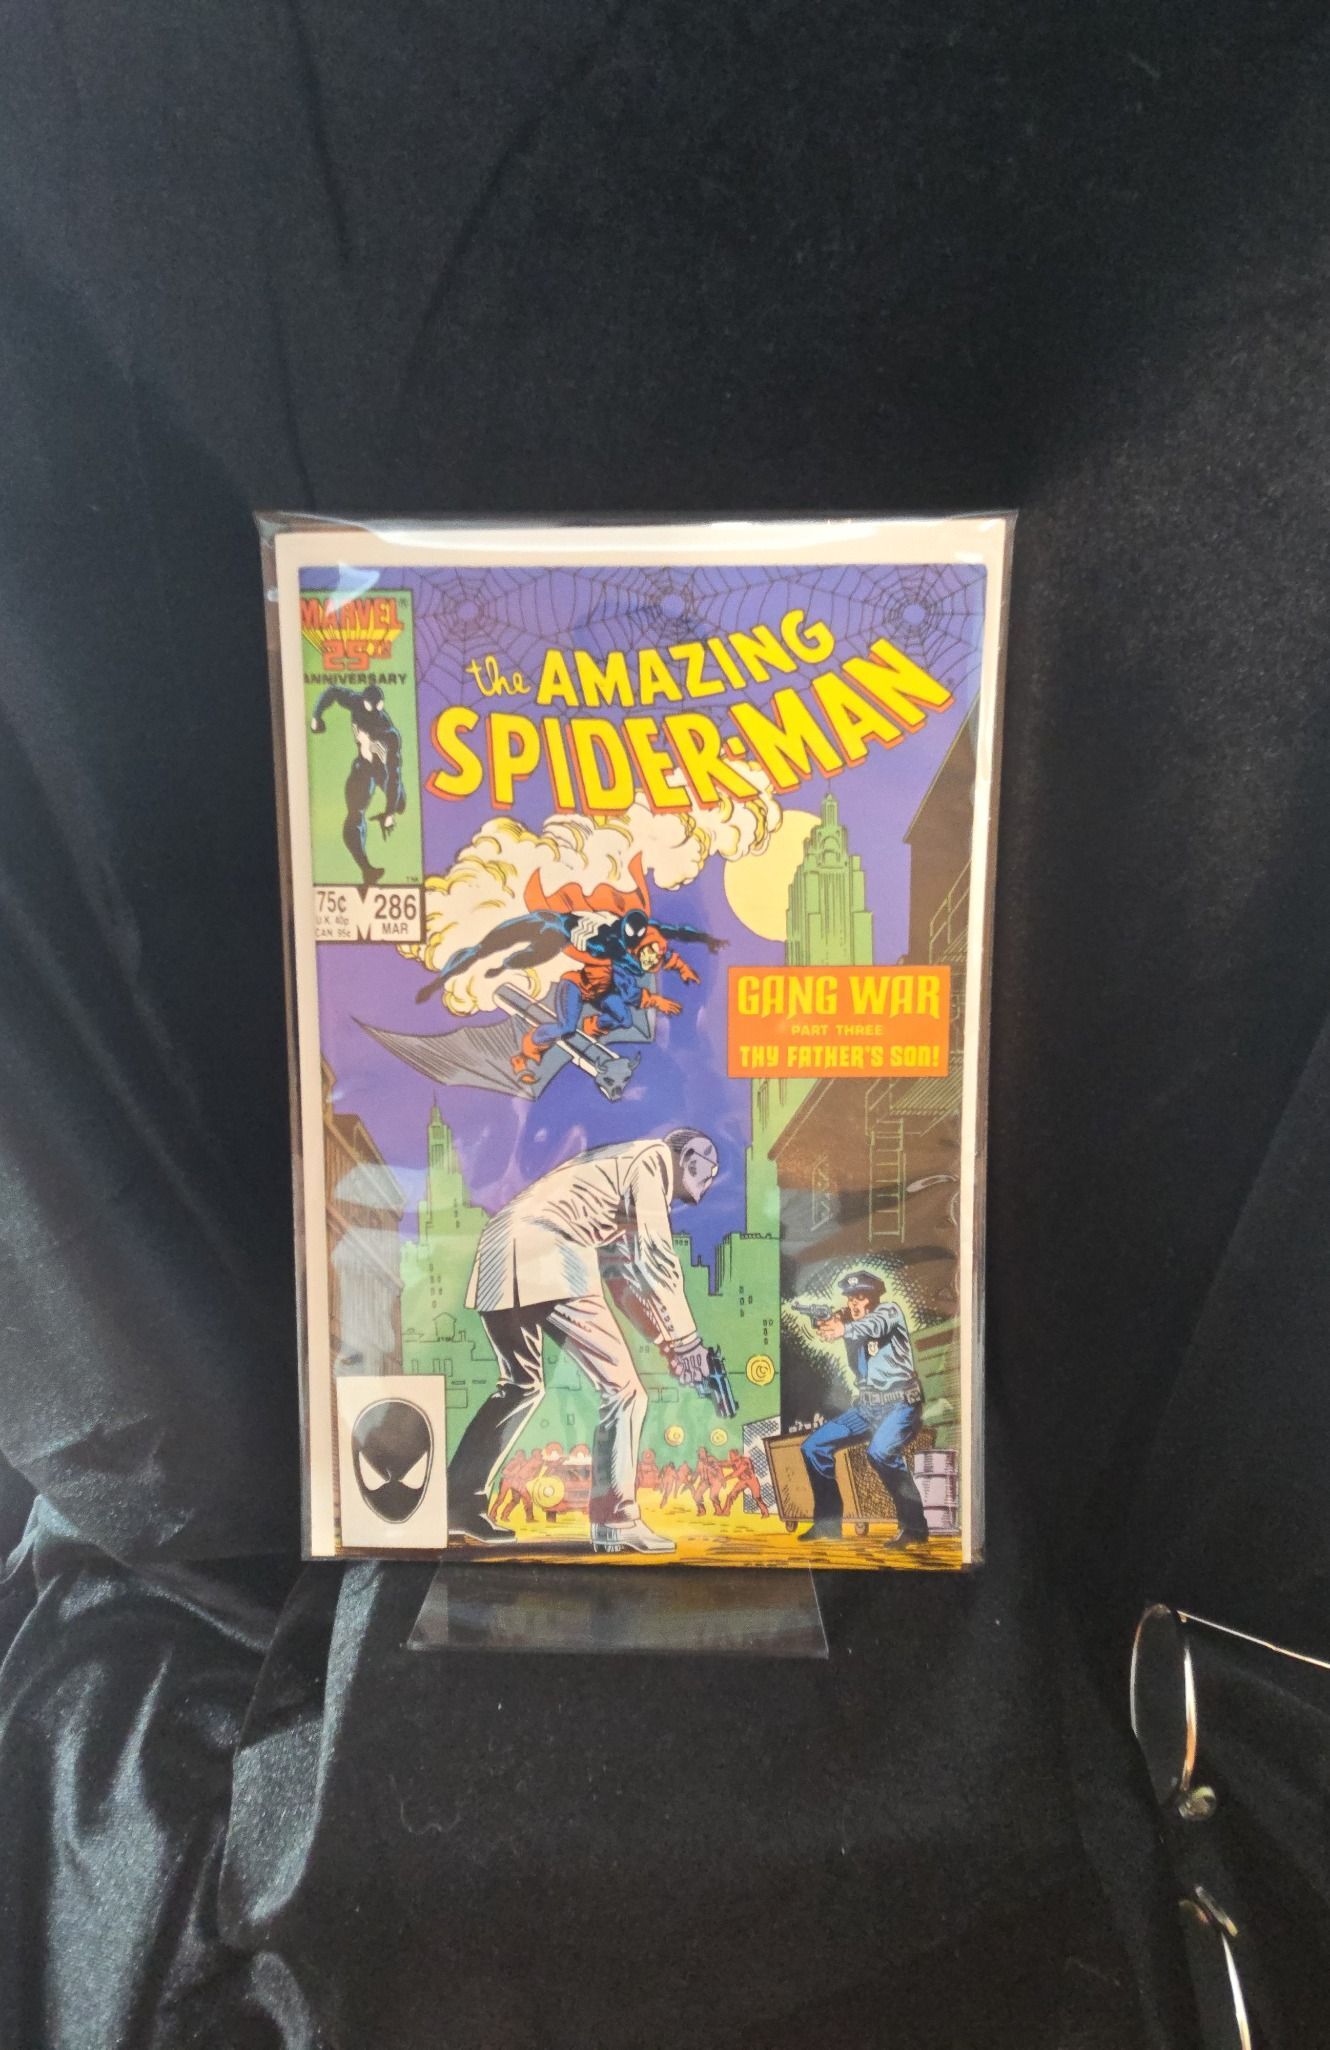 MARVEL®
25TH
ANNIVERSARY
the AMAZING
SPIDER-MAN
TM
75¢
U.K. 40p
CAN. 95¢
286
MAR
GANG WAR
PART THREE
THY FATHER'S SON!